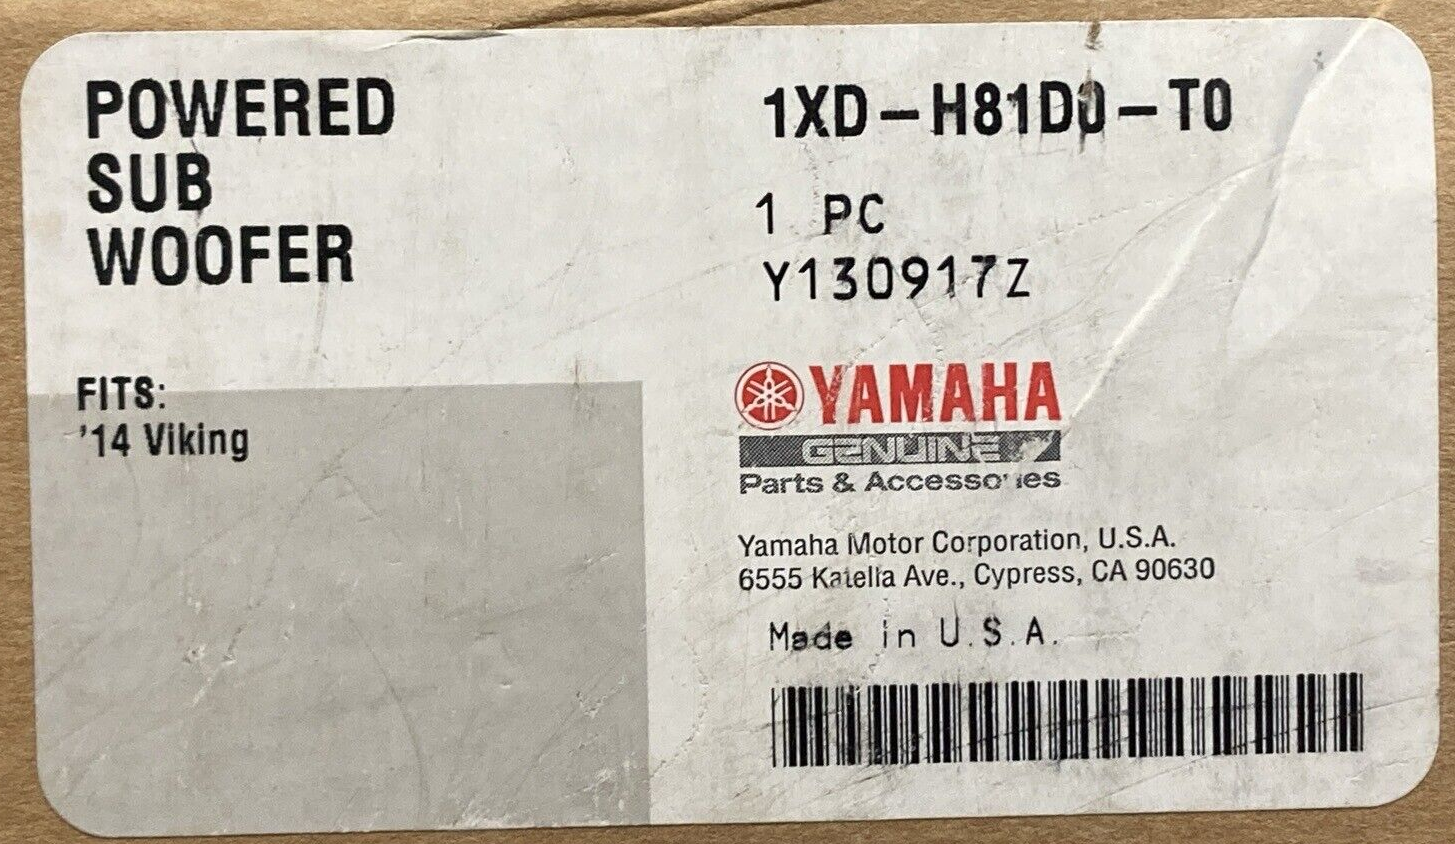 POWERED
SUB
WOOFER
FITS:
'14 Viking
1XD-H81D0-T0
1 PC
Y130917Z
YAMAHA
GENUINE
Parts & Accessories
Yamaha Motor Corporation, U.S.A.
6555 Katella Ave., Cypress, CA 90630
Made in U.S.A.